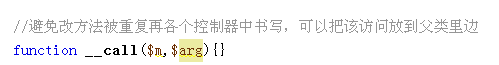 //避免改方法被重复再各个控制器中书写，可以把该访问放到父类里边
function __call($m,$arg){}